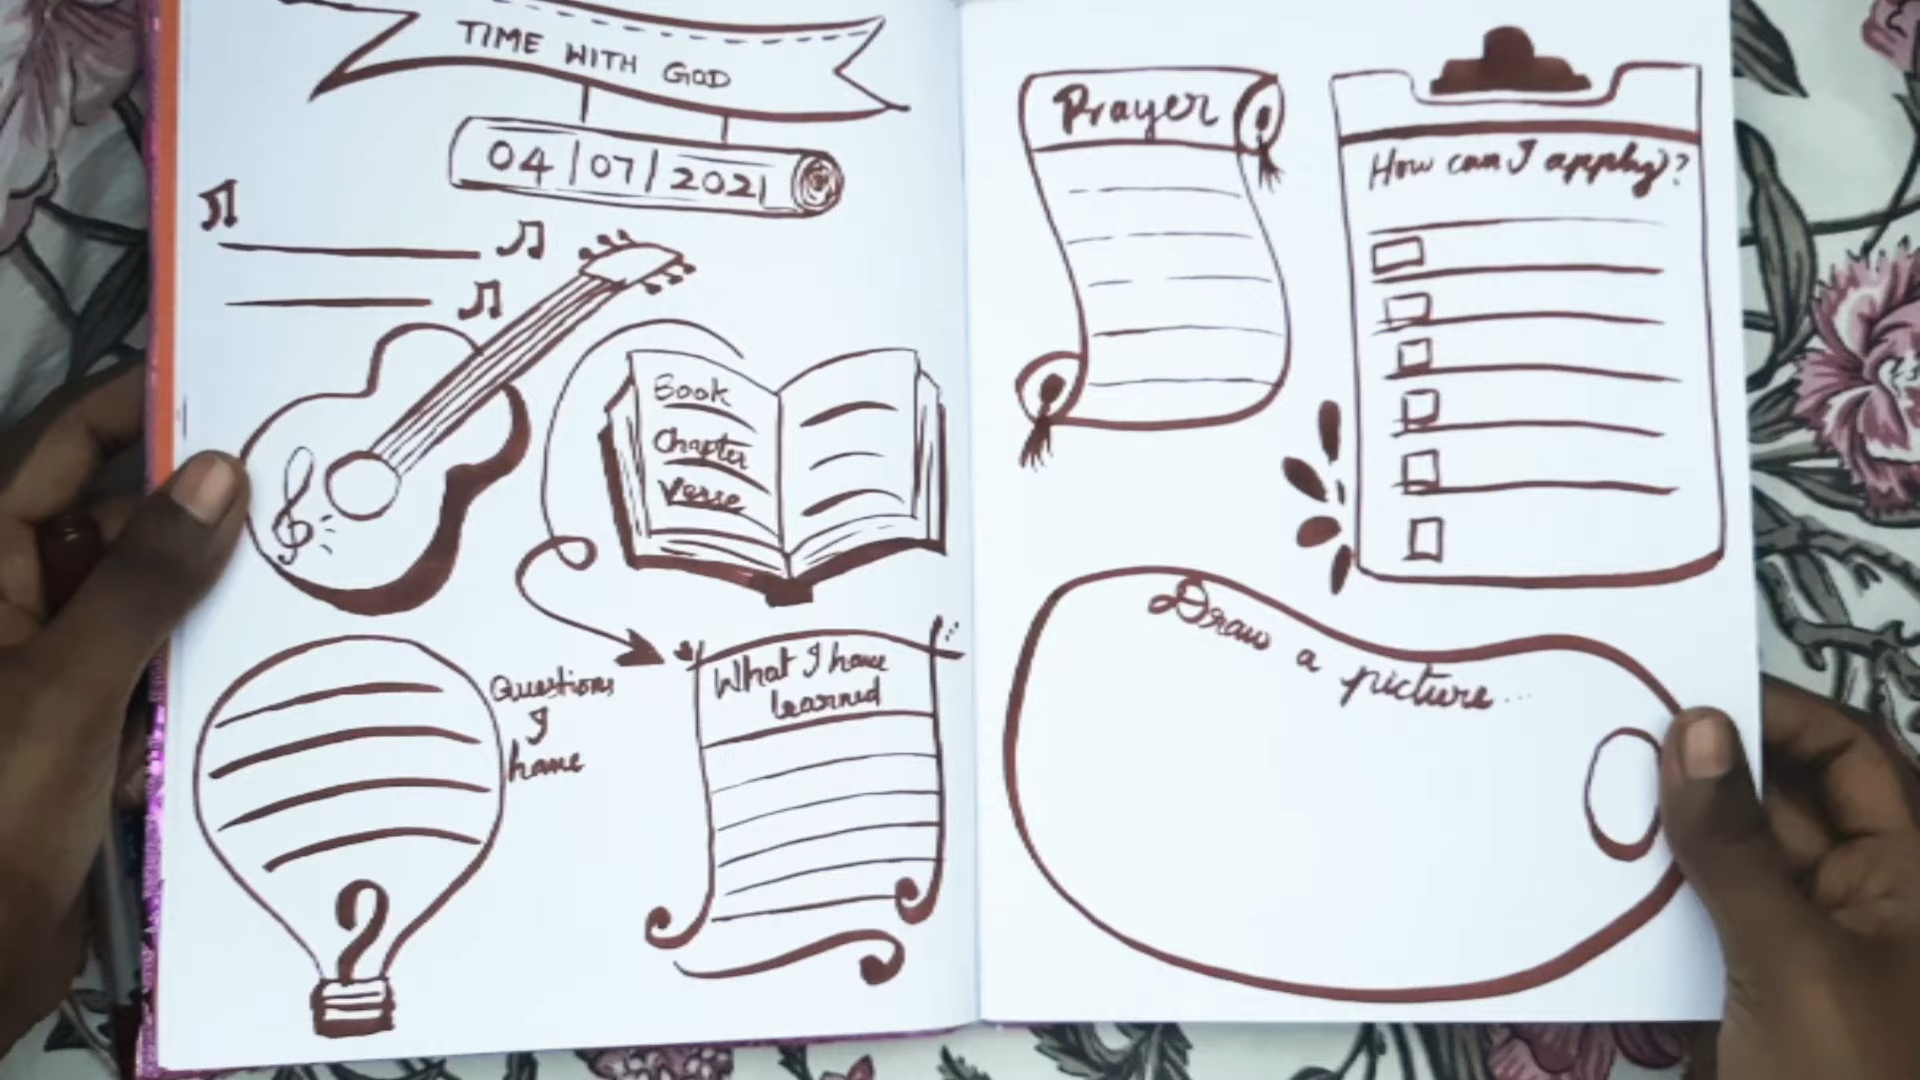 TIME WITH GOD
04|07|2021
Book
Chapter
Verse
Questions
I
have
What I have
learned
?
Prayer
How can I apply?
Draw a picture...